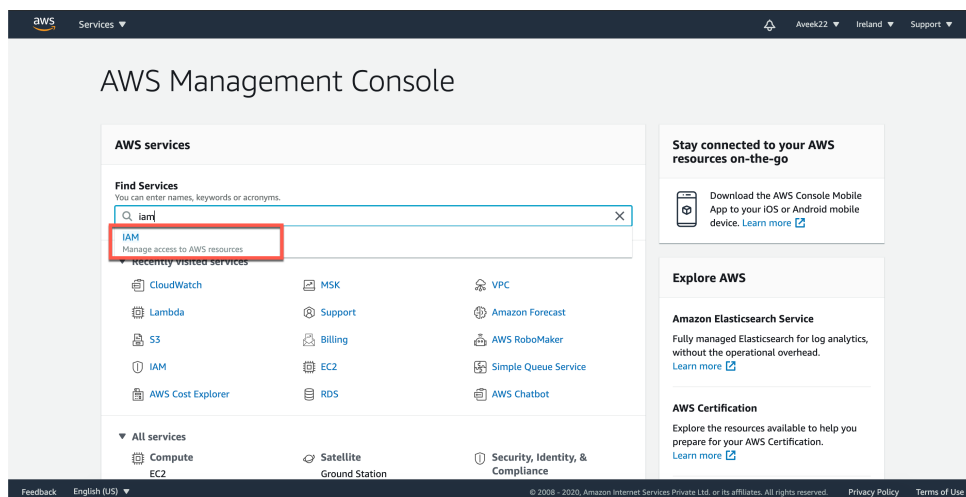 aws
Services ▼
Aveek22 ▼
Ireland ▼
Support ▼
AWS Management Console
AWS services
Find Services
You can enter names, keywords or acronyms.
iam
IAM
Manage access to AWS resources
▼ Recently visited services
CloudWatch
MSK
VPC
Lambda
Support
Amazon Forecast
S3
Billing
AWS RoboMaker
IAM
EC2
Simple Queue Service
AWS Cost Explorer
RDS
AWS Chatbot
▼ All services
Compute
EC2
Satellite
Ground Station
Security, Identity, &
Compliance
Stay connected to your AWS
resources on-the-go
Download the AWS Console Mobile
App to your iOS or Android mobile
device. Learn more
Explore AWS
Amazon Elasticsearch Service
Fully managed Elasticsearch for log analytics,
without the operational overhead.
Learn more
AWS Certification
Explore the resources available to help you
prepare for your AWS Certification.
Learn more
Feedback
English (US) ▼
© 2008 - 2020, Amazon Internet Services Private Ltd. or its affiliates. All rights reserved.
Privacy Policy
Terms of Use